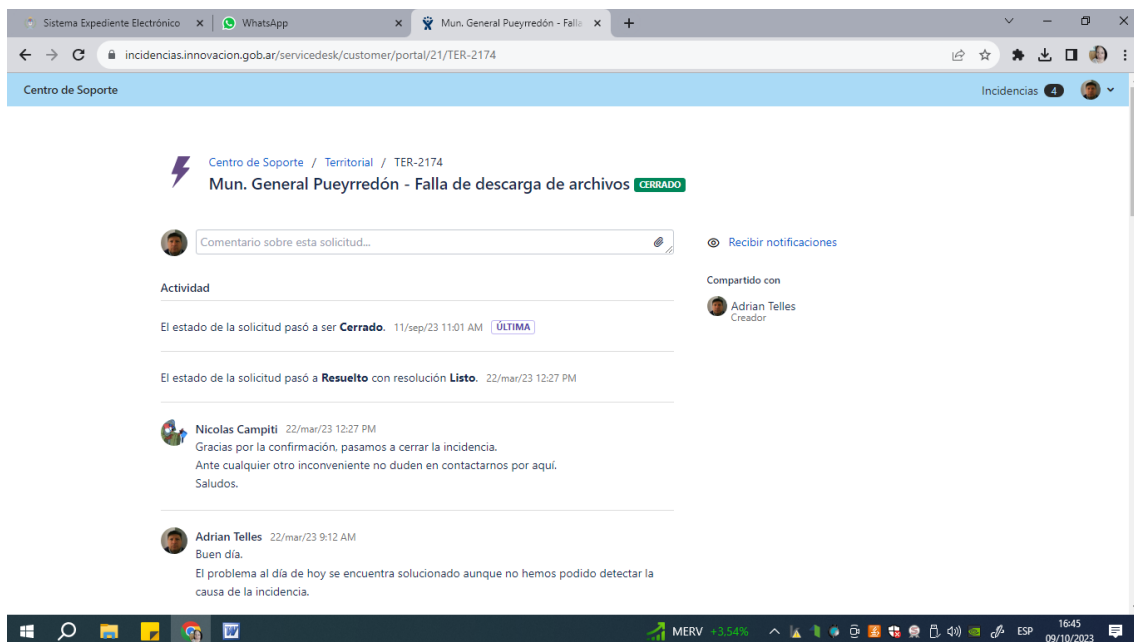 Sistema Expediente Electrónico
WhatsApp
Mun. General Pueyrredón - Falla
incidencias.innovacion.gob.ar/servicedesk/customer/portal/21/TER-2174
Centro de Soporte
Incidencias 4
Centro de Soporte / Territorial / TER-2174
Mun. General Pueyrredón - Falla de descarga de archivos CERRADO
Comentario sobre esta solicitud...
Recibir notificaciones
Actividad
Compartido con
Adrian Telles
Creador
El estado de la solicitud pasó a ser Cerrado. 11/sep/23 11:01 AM ÚLTIMA
El estado de la solicitud pasó a Resuelto con resolución Listo. 22/mar/23 12:27 PM
Nicolas Campiti 22/mar/23 12:27 PM
Gracias por la confirmación, pasamos a cerrar la incidencia.
Ante cualquier otro inconveniente no duden en contactarnos por aquí.
Saludos.
Adrian Telles 22/mar/23 9:12 AM
Buen día.
El problema al día de hoy se encuentra solucionado aunque no hemos podido detectar la
causa de la incidencia.
MERV +3.54%
ESP
16:45
09/10/2023